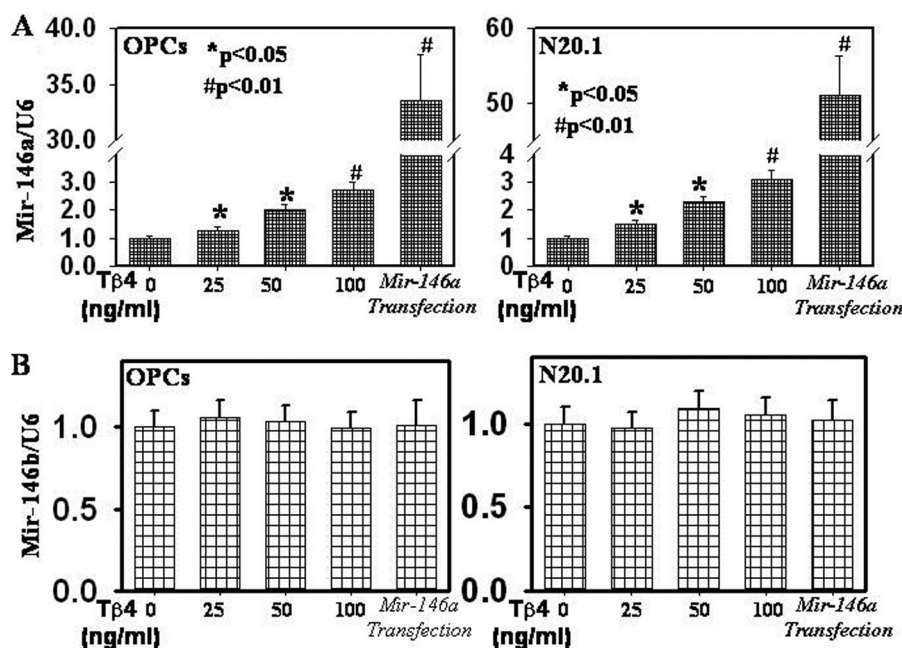 A
OPCs
*p<0.05
#p<0.01
Mir-146a/U6
40.0
35.0
30.0
3.0
2.0
1.0
0.0
*
*
#
#
Tβ4
(ng/ml)
0 25 50 100 Mir-146a
Transfection
N20.1
*p<0.05
#p<0.01
60
50
4
3
2
1
0
*
*
#
#
0 25 50 100 Mir-146a
Transfection
B
OPCs
Mir-146b/U6
1.0
0.5
0.0
Tβ4
(ng/ml)
0 25 50 100 Mir-146a
Transfection
N20.1
1.0
0.5
0.0
Tβ4
(ng/ml)
0 25 50 100 Mir-146a
Transfection